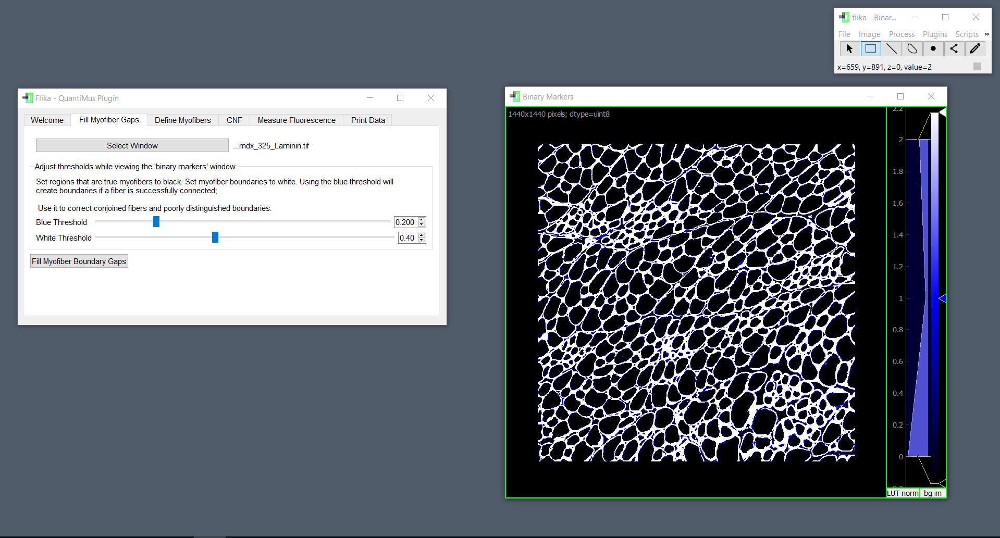 flika - Binar...
File Image Process Plugins Scripts »
x=659, y=891, z=0, value=2
Flika - QuantiMus Plugin
Welcome Fill Myofiber Gaps Define Myofibers CNF Measure Fluorescence Print Data
Select Window ...mdx_325_Laminin.tif
Adjust thresholds while viewing the 'binary markers' window.
Set regions that are true myofibers to black. Set myofiber boundaries to white. Using the blue threshold will
create boundaries if a fiber is successfully connected;
Use it to correct conjoined fibers and poorly distinguished boundaries.
Blue Threshold 0.200
White Threshold 0.40
Fill Myofiber Boundary Gaps
Binary Markers
1440x1440 pixels; dtype=uint8
2.2
2
1.8
1.6
1.4
1.2
1
0.8
0.6
0.4
0.2
0
LUT norm bg im